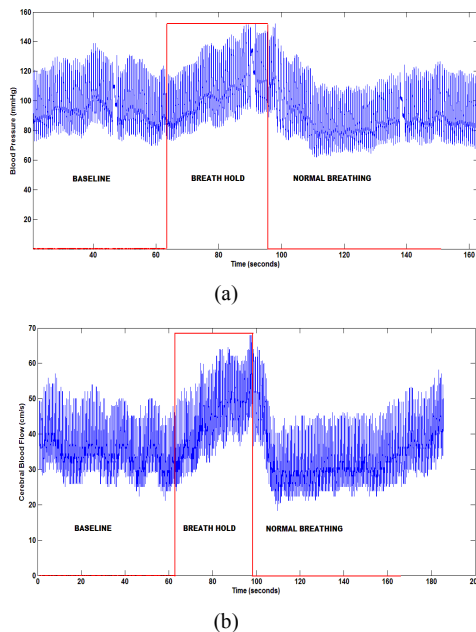 160
140
120
100
80
60
40
20
Blood Pressure (mmHg)
BASELINE BREATH HOLD NORMAL BREATHING
40 60 80 100 120 140 160
Time (seconds)
(a)
70
60
50
40
30
20
10
0
Cerebral Blood Flow (cm/s)
BASELINE BREATH HOLD NORMAL BREATHING
0 20 40 60 80 100 120 140 160 180 200
Time (seconds)
(b)